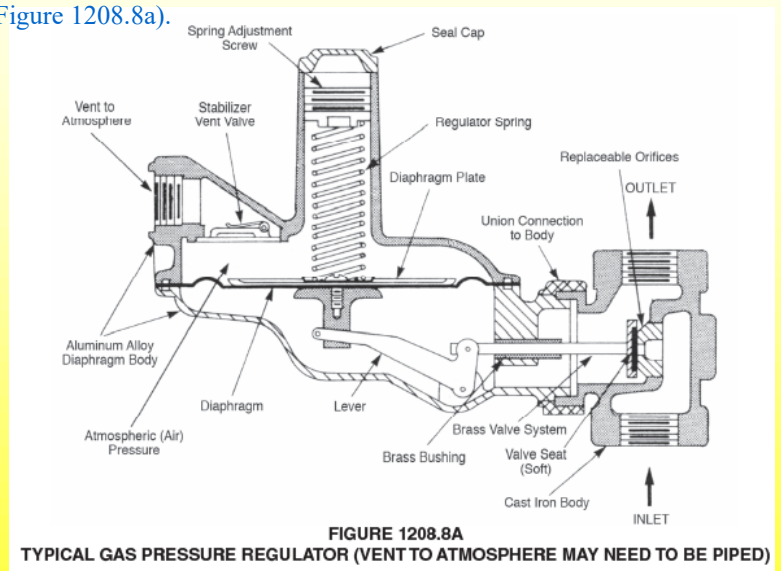 Figure 1208.8a).
Spring Adjustment
Screw
Seal Cap
Vent to
Atmosphere
Stabilizer
Vent Valve
Regulator Spring
Replaceable Orifices
Diaphragm Plate
OUTLET
Union Connection
to Body
Aluminum Alloy
Diaphragm Body
Diaphragm
Lever
Atmospheric (Air)
Pressure
Brass Valve System
Brass Bushing
Valve Seat
(Soft)
Cast Iron Body
INLET
FIGURE 1208.8A
TYPICAL GAS PRESSURE REGULATOR (VENT TO ATMOSPHERE MAY NEED TO BE PIPED)